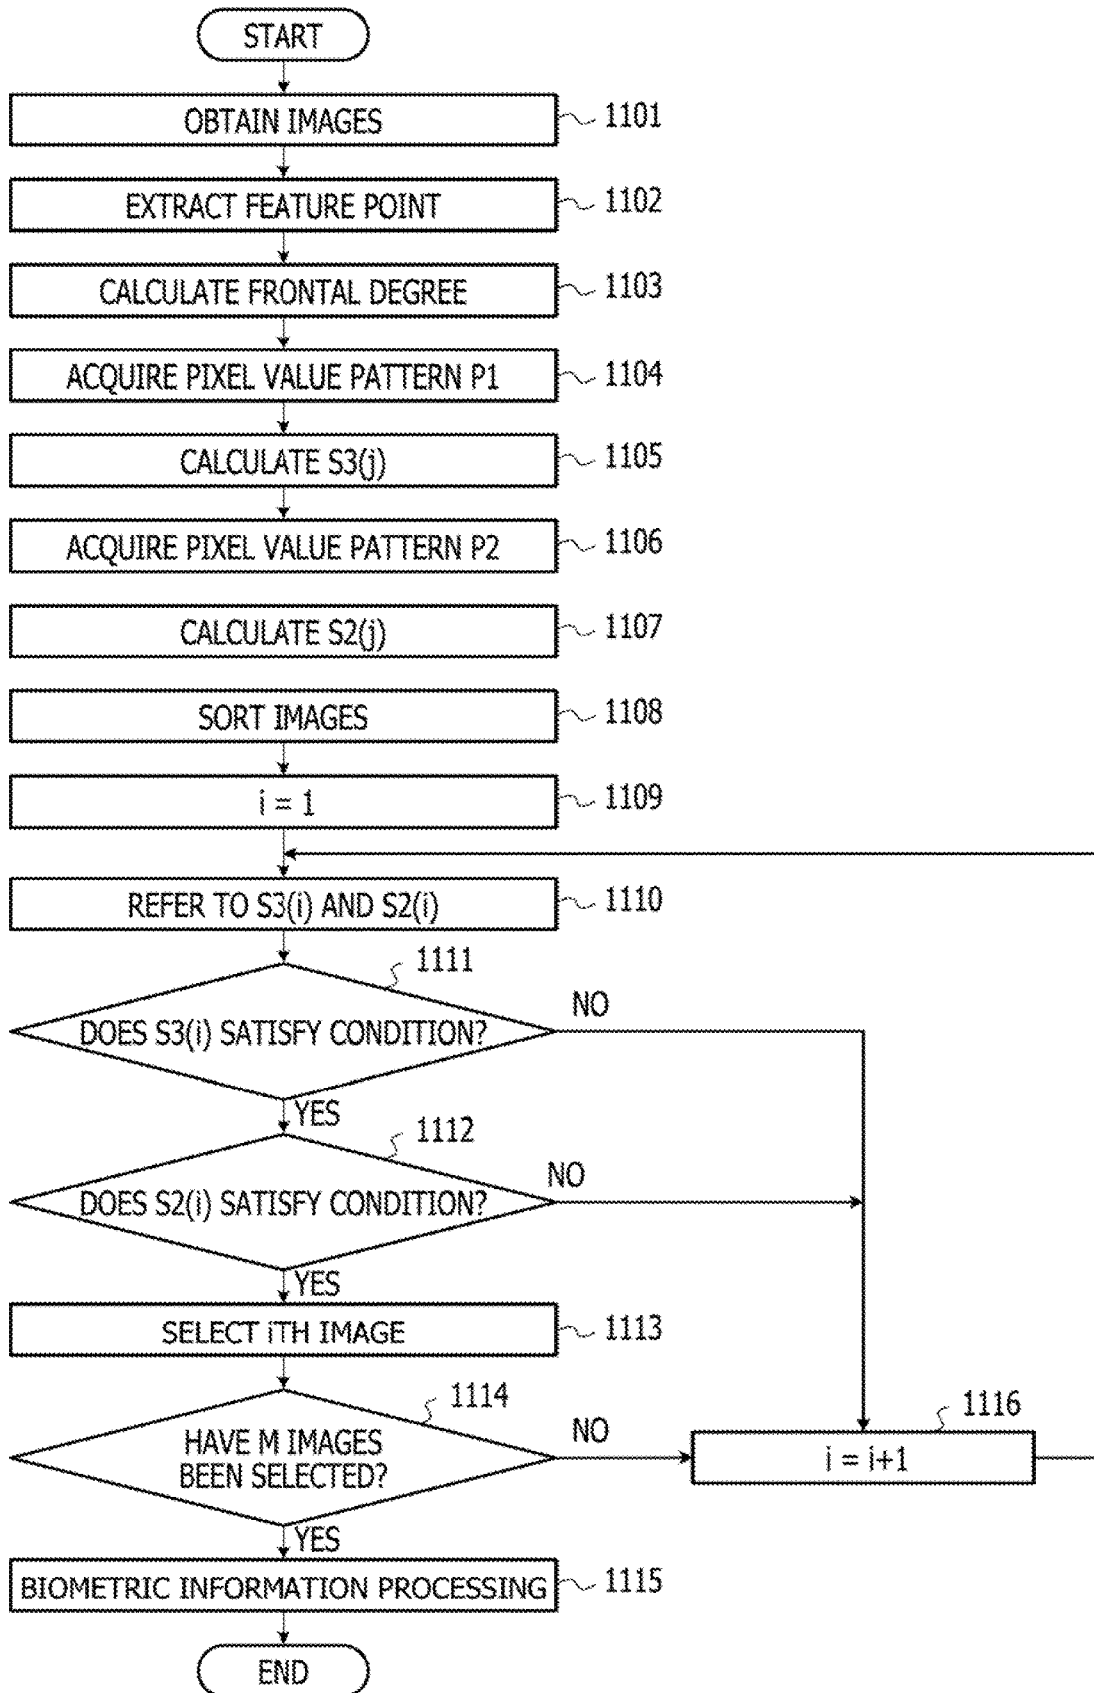 START
OBTAIN IMAGES
1101
EXTRACT FEATURE POINT
1102
CALCULATE FRONTAL DEGREE
1103
ACQUIRE PIXEL VALUE PATTERN P1
1104
CALCULATE S3(j)
1105
ACQUIRE PIXEL VALUE PATTERN P2
1106
CALCULATE S2(j)
1107
SORT IMAGES
1108
i = 1
1109
REFER TO S3(i) AND S2(i)
1110
1111
DOES S3(i) SATISFY CONDITION?
NO
YES
1112
DOES S2(i) SATISFY CONDITION?
NO
YES
SELECT iTH IMAGE
1113
1114
HAVE M IMAGES
BEEN SELECTED?
NO
1116
i = i+1
YES
BIOMETRIC INFORMATION PROCESSING
1115
END